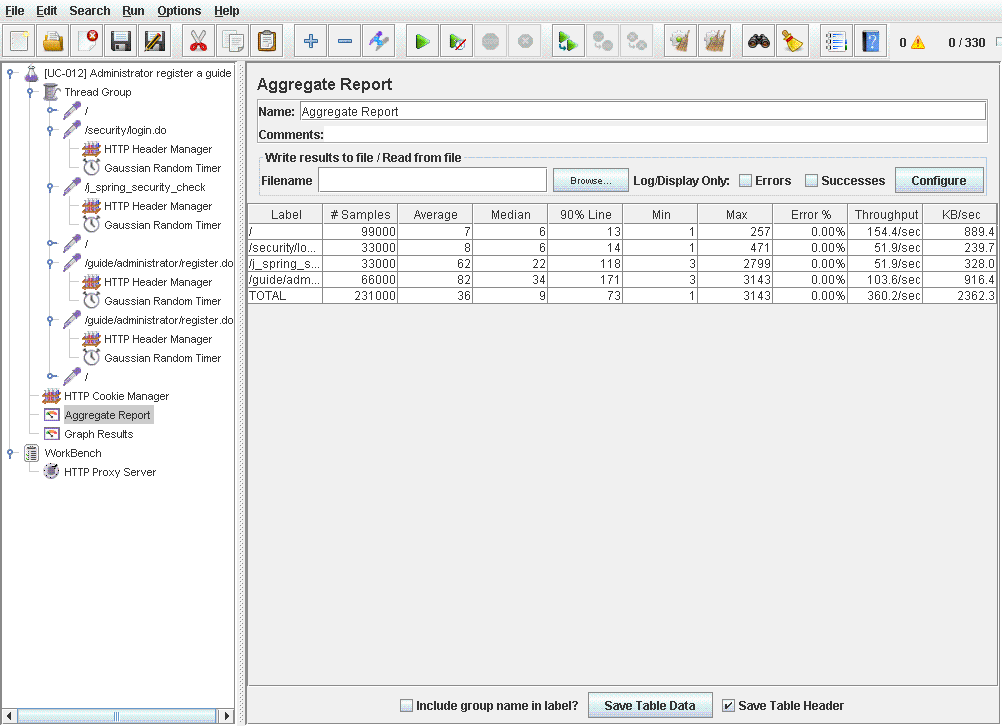 File Edit Search Run Options Help
0 0 / 330
[UC-012] Administrator register a guide
Thread Group
/
/security/login.do
HTTP Header Manager
Gaussian Random Timer
/j_spring_security_check
HTTP Header Manager
Gaussian Random Timer
/
/guide/administrator/register.do
HTTP Header Manager
Gaussian Random Timer
/guide/administrator/register.do
HTTP Header Manager
Gaussian Random Timer
/
HTTP Cookie Manager
Aggregate Report
Graph Results
WorkBench
HTTP Proxy Server
Aggregate Report
Name: Aggregate Report
Comments:
Write results to file / Read from file
Filename Browse... Log/Display Only: Errors Successes Configure
Label # Samples Average Median 90% Line Min Max Error % Throughput KB/sec
/ 99000 7 6 13 1 257 0.00% 154.4/sec 889.4
/security/lo... 33000 8 6 14 1 471 0.00% 51.9/sec 239.7
/j_spring_s... 33000 62 22 118 3 2799 0.00% 51.9/sec 328.0
/guide/adm... 66000 82 34 171 3 3143 0.00% 103.6/sec 916.4
TOTAL 231000 36 9 73 1 3143 0.00% 360.2/sec 2362.3
Include group name in label? Save Table Data Save Table Header